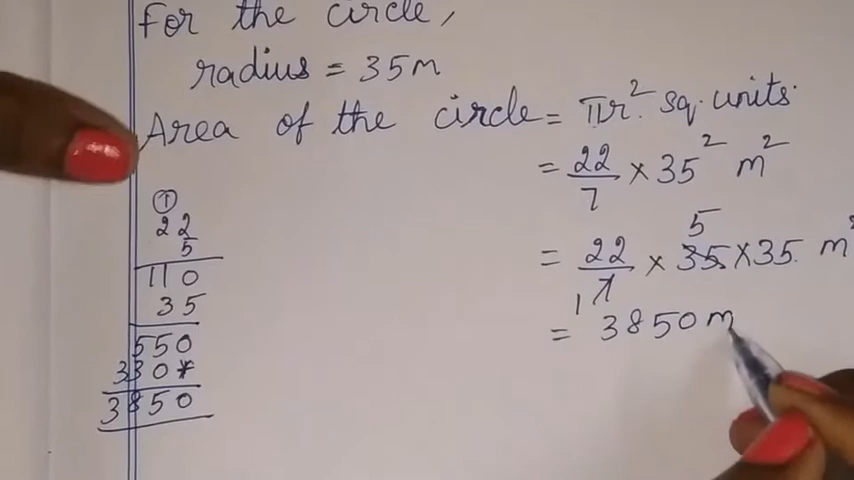 For the circle,
radius = 35m
Area of the circle = πr² sq. units.
= 22/7 × 35² m²
= 22/7 × 35 × 35 m²
5
1
= 3850 m
①
22
5
110
35
550
330*
3850